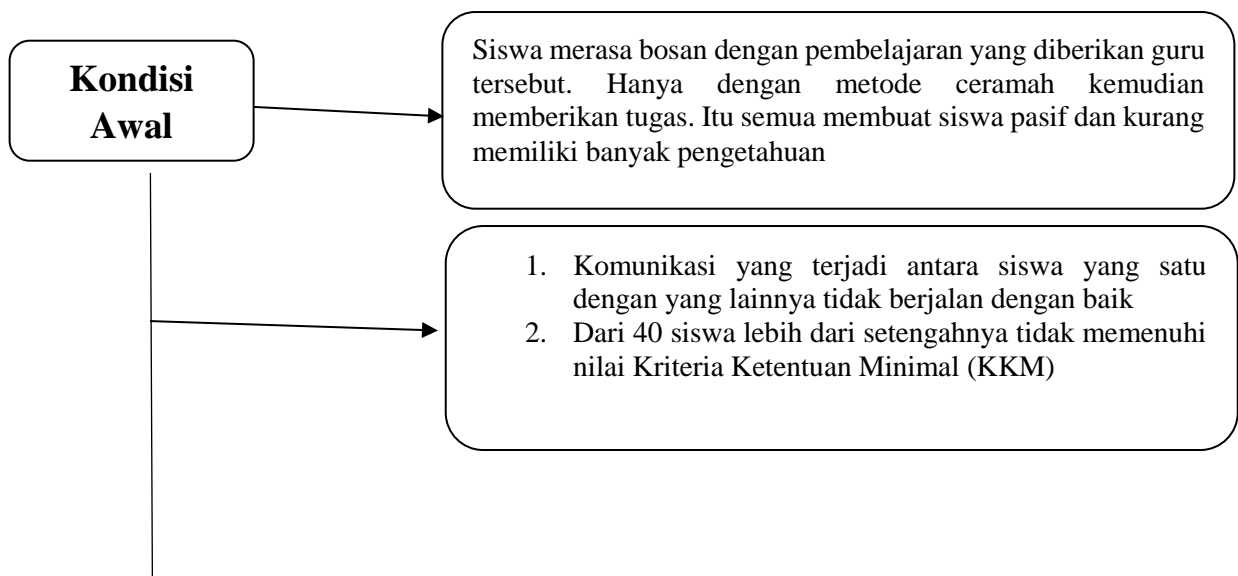 Kondisi
Awal
Siswa merasa bosan dengan pembelajaran yang diberikan guru
tersebut. Hanya dengan metode ceramah kemudian
memberikan tugas. Itu semua membuat siswa pasif dan kurang
memiliki banyak pengetahuan
1. Komunikasi yang terjadi antara siswa yang satu
dengan yang lainnya tidak berjalan dengan baik
2. Dari 40 siswa lebih dari setengahnya tidak memenuhi
nilai Kriteria Ketentuan Minimal (KKM)